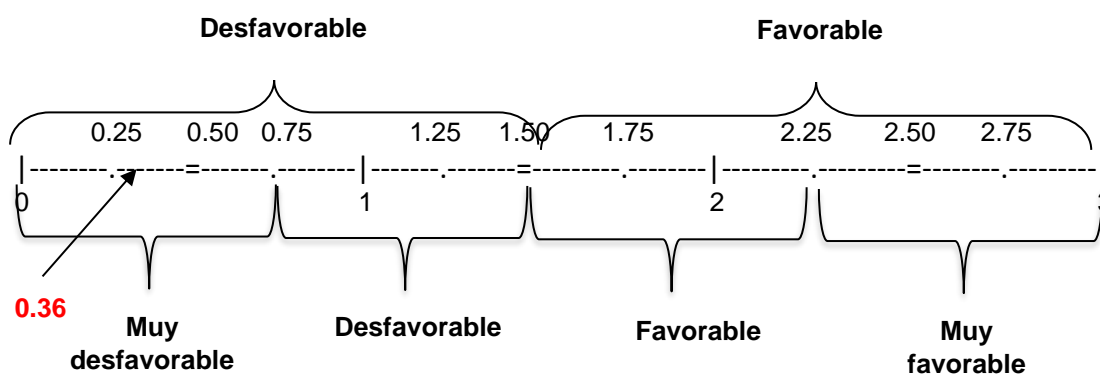 Desfavorable Favorable
0.25 0.50 0.75 1.25 1.50 1.75 2.25 2.50 2.75
|-------.-------=-------.--------|-------.-------=---------.-------|---------.---------=--------.---------
0 1 2 3
0.36
Muy desfavorable
Desfavorable
Favorable
Muy favorable